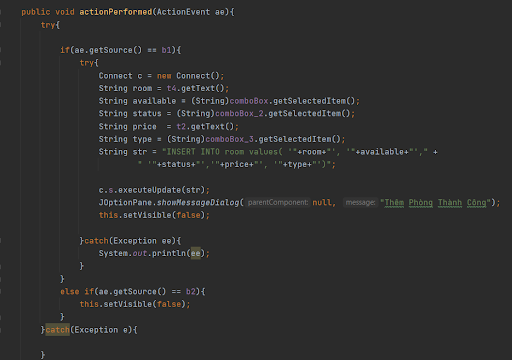 public void actionPerformed(ActionEvent ae){
try{
if(ae.getSource() == b1){
try{
Connect c = new Connect();
String room = t4.getText();
String available = (String)comboBox.getSelectedItem();
String status = (String)comboBox_2.getSelectedItem();
String price  = t2.getText();
String type = (String)comboBox_3.getSelectedItem();
String str = "INSERT INTO room values( '"+room+"', '"+available+"'," +
" '"+status+"','"+price+"', '"+type+"')";
c.s.executeUpdate(str);
JOptionPane.showMessageDialog( parentComponent: null, message: "Thêm Phòng Thành Công");
this.setVisible(false);
}catch(Exception ee){
System.out.println(ee);
}
}
else if(ae.getSource() == b2){
this.setVisible(false);
}
}catch(Exception e){
}